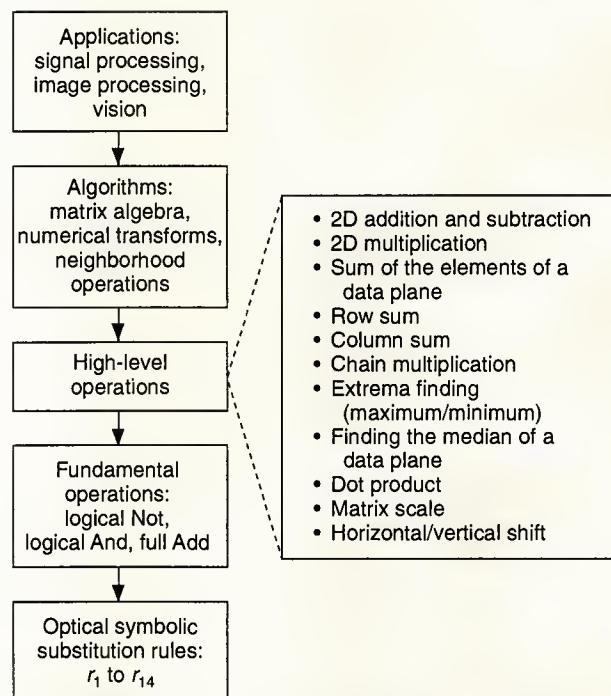 Applications:
signal processing,
image processing,
vision
Algorithms:
matrix algebra,
numerical transforms,
neighborhood
operations
High-level
operations
Fundamental
operations:
logical Not,
logical And, full Add
Optical symbolic
substitution rules:
r1 to r14
• 2D addition and subtraction
• 2D multiplication
• Sum of the elements of a
data plane
• Row sum
• Column sum
• Chain multiplication
• Extrema finding
(maximum/minimum)
• Finding the median of a
data plane
• Dot product
• Matrix scale
• Horizontal/vertical shift